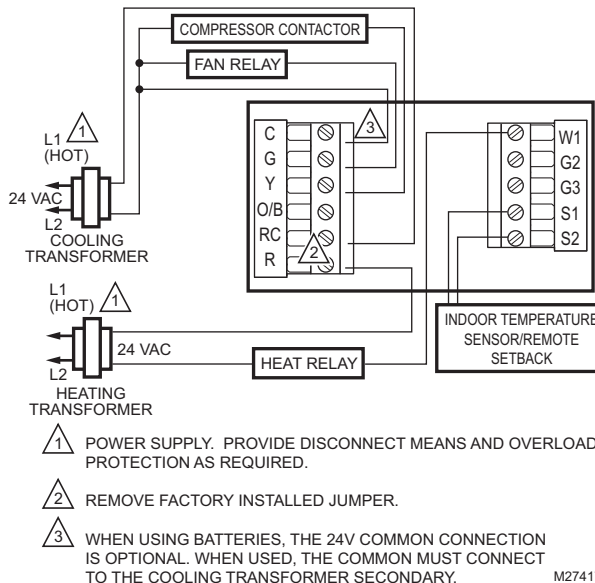 COMPRESSOR CONTACTOR
FAN RELAY
L1
(HOT)
1
24 VAC
L2
COOLING
TRANSFORMER
3
C
G
Y
O/B
RC
R
2
W1
G2
G3
S1
S2
L1
(HOT)
1
24 VAC
L2
HEATING
TRANSFORMER
HEAT RELAY
INDOOR TEMPERATURE
SENSOR/REMOTE
SETBACK
1 POWER SUPPLY. PROVIDE DISCONNECT MEANS AND OVERLOAD
PROTECTION AS REQUIRED.
2 REMOVE FACTORY INSTALLED JUMPER.
3 WHEN USING BATTERIES, THE 24V COMMON CONNECTION
IS OPTIONAL. WHEN USED, THE COMMON MUST CONNECT
TO THE COOLING TRANSFORMER SECONDARY.
M2741